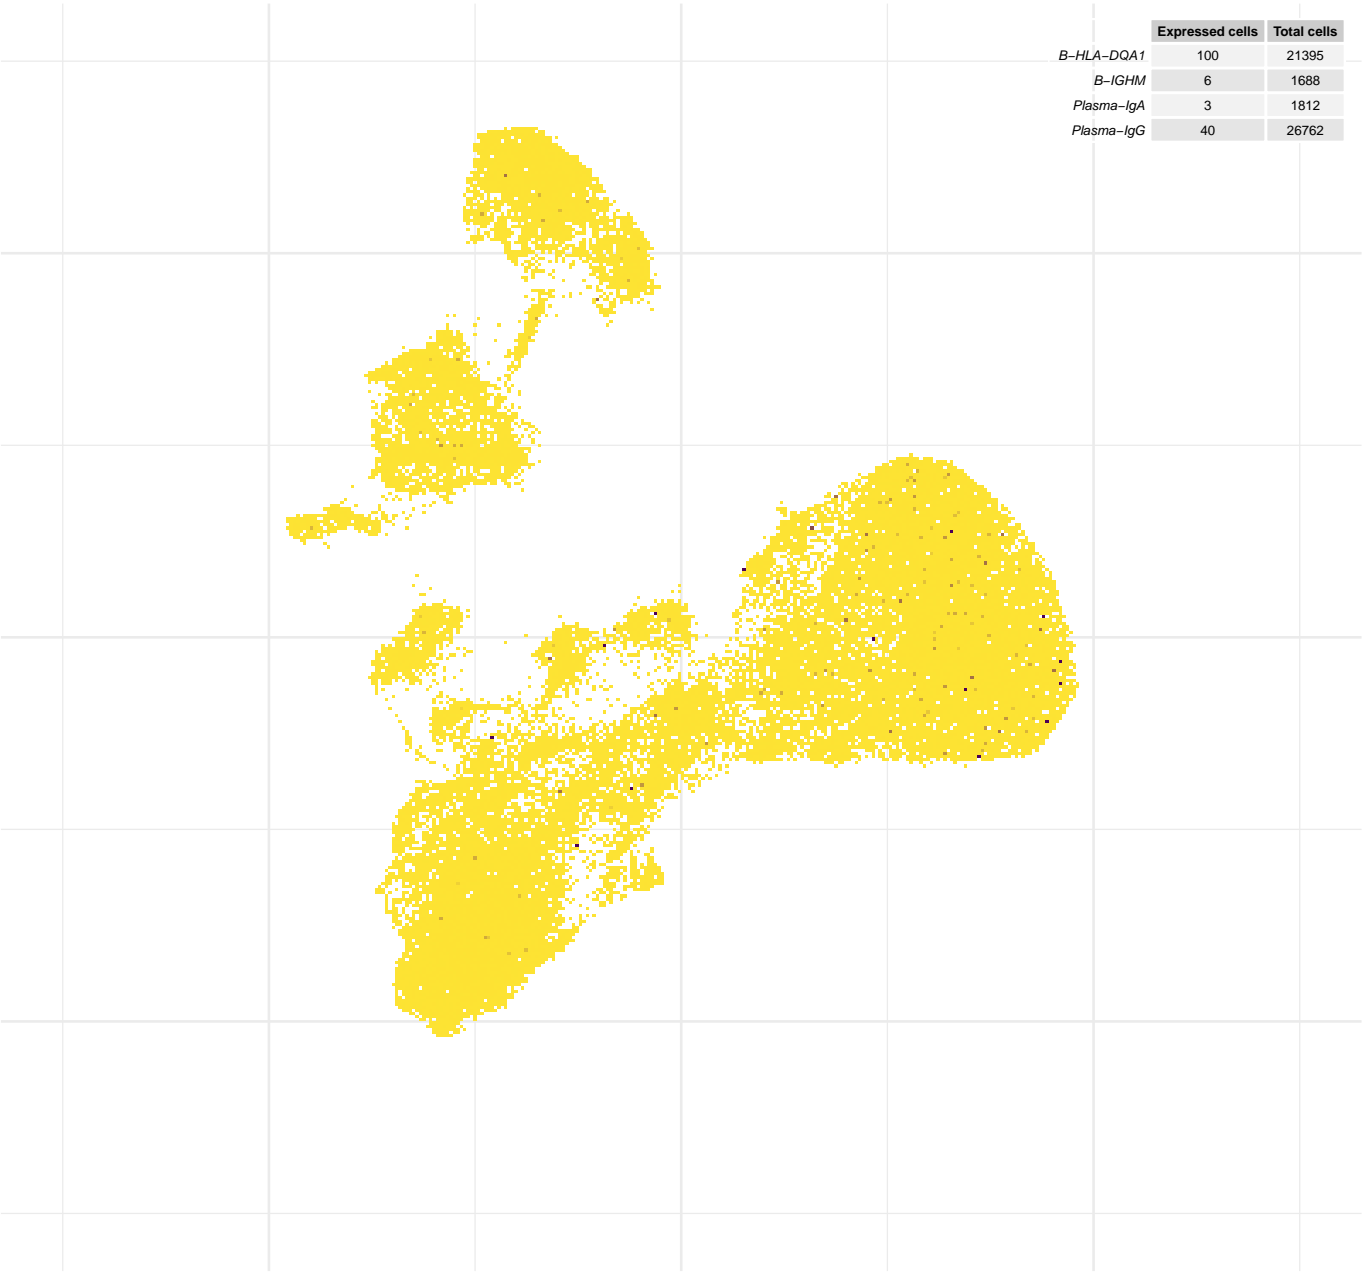 Expressed cells Total cells
B−HLA−DQA1 100 21395
B−IGHM 6 1688
Plasma−IgA 3 1812
Plasma−IgG 40 26762